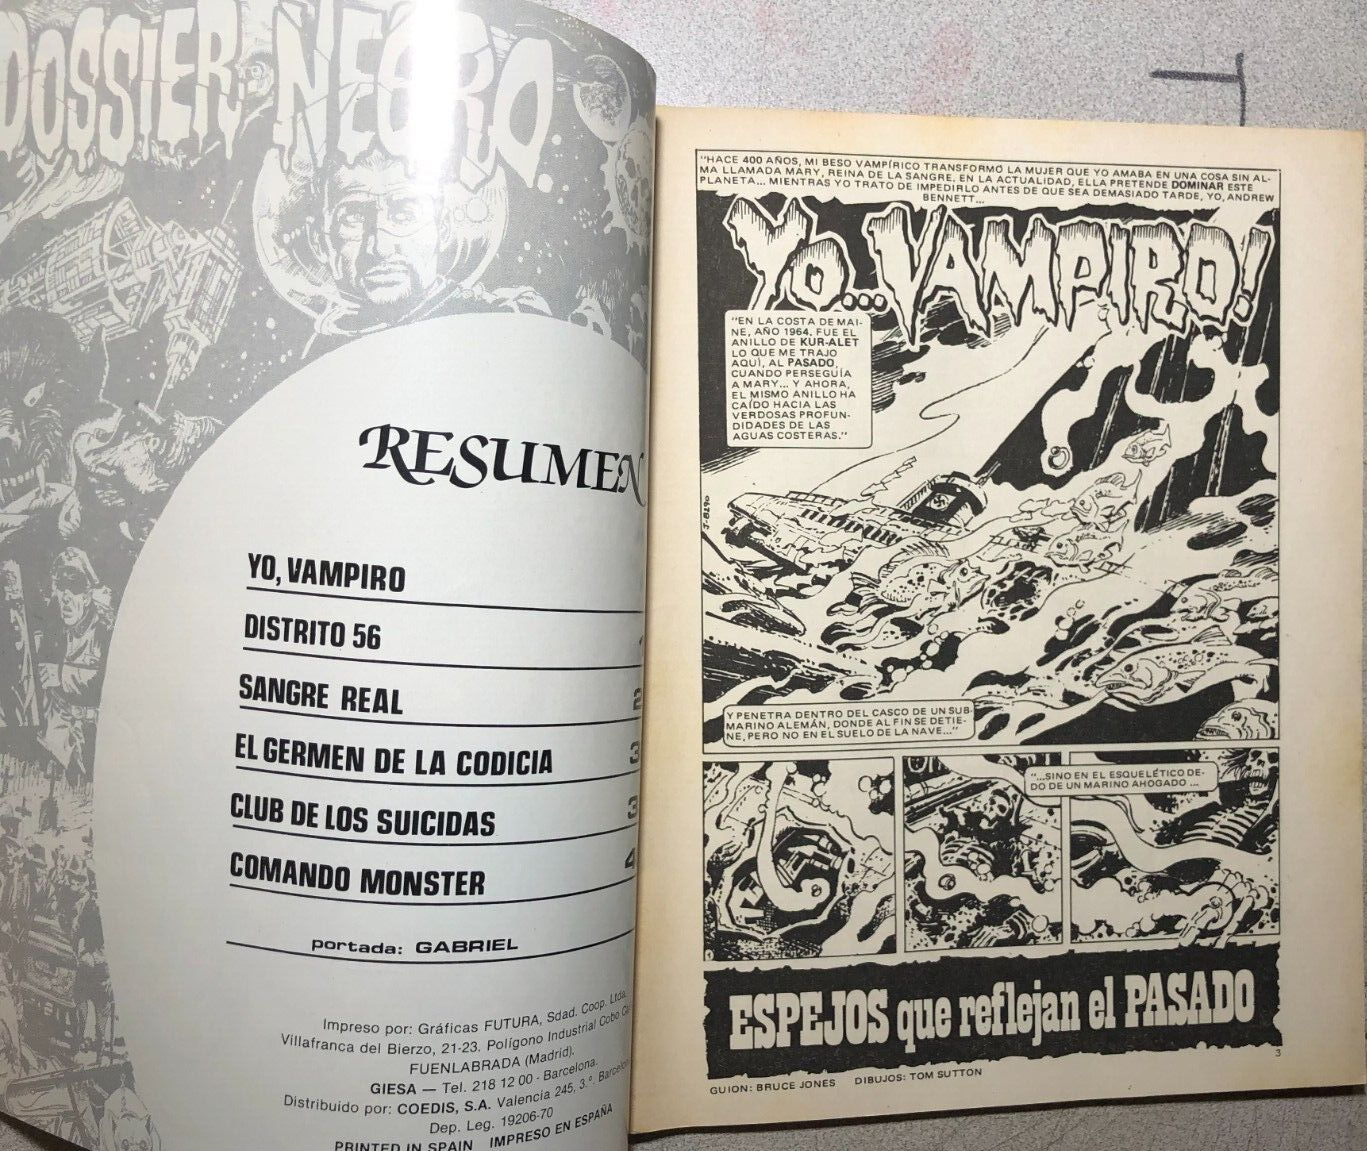 DOSSIER NEGRO
RESUMEN
YO, VAMPIRO
DISTRITO 56
SANGRE REAL
EL GERMEN DE LA CODICIA
CLUB DE LOS SUICIDAS
COMANDO MONSTER
portada: GABRIEL
Impreso por: Gráficas FUTURA, Sdad. Coop. Ltda.
Villafranca del Bierzo, 21-23. Polígono Industrial Cobo
FUENLABRADA (Madrid).
GIESA — Tel. 218 12 00 - Barcelona.
Distribuido por: COEDIS, S.A. Valencia 245, 3.º.
Dep. Leg. 19206-70
PRINTED IN SPAIN IMPRESO EN ESPAÑA
"HACE 400 AÑOS, MI BESO VAMPÍRICO TRANSFORMÓ LA MUJER QUE YO AMABA EN UNA COSA SIN AL-
MA LLAMADA MARY, REINA DE LA SANGRE. EN LA ACTUALIDAD, ELLA PRETENDE DOMINAR ESTE
PLANETA... MIENTRAS YO TRATO DE IMPEDIRLO ANTES DE QUE SEA DEMASIADO TARDE, YO, ANDREW
BENNETT...
YO... VAMPIRO!
"EN LA COSTA DE MAI-
NE, AÑO 1964, FUE EL
ANILLO DE KUR-ALET
LO QUE ME TRAJO
AQUÍ, AL PASADO,
CUANDO PERSEGUÍA
A MARY... Y AHORA,
EL MISMO ANILLO HA
CAÍDO HACIA LAS
VERDOSAS PROFUN-
DIDADES DE LAS
AGUAS COSTERAS."
J-8290
Y PENETRA DENTRO DEL CASCO DE UN SUB-
MARINO ALEMÁN, DONDE AL FIN SE DETIE-
NE, PERO NO EN EL SUELO DE LA NAVE..."
"...SINO EN EL ESQUELÉTICO DE-
DO DE UN MARINO AHOGADO ...
1
ESPEJOS que reflejan el PASADO
3
GUION: BRUCE JONES DIBUJOS: TOM SUTTON